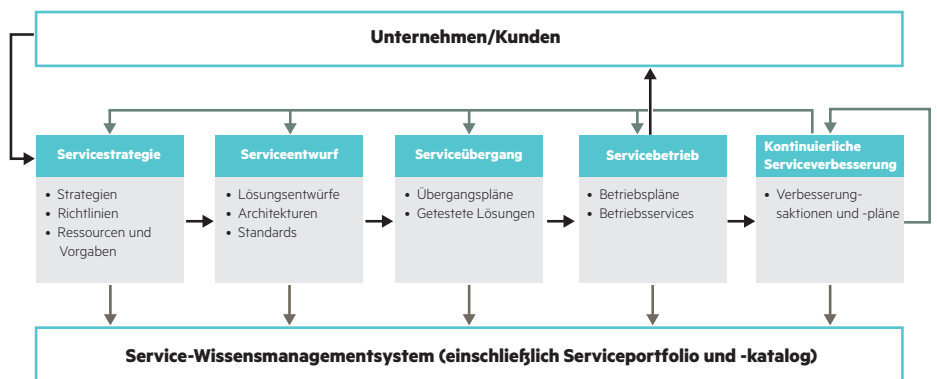 Unternehmen/Kunden
Servicestrategie
• Strategien
• Richtlinien
• Ressourcen und
Vorgaben
Serviceentwurf
• Lösungsentwürfe
• Architekturen
• Standards
Serviceübergang
• Übergangspläne
• Getestete Lösungen
Servicebetrieb
• Betriebspläne
• Betriebsservices
Kontinuierliche
Serviceverbesserung
• Verbesserung-
saktionen und -pläne
Service-Wissensmanagementsystem (einschließlich Serviceportfolio und -katalog)